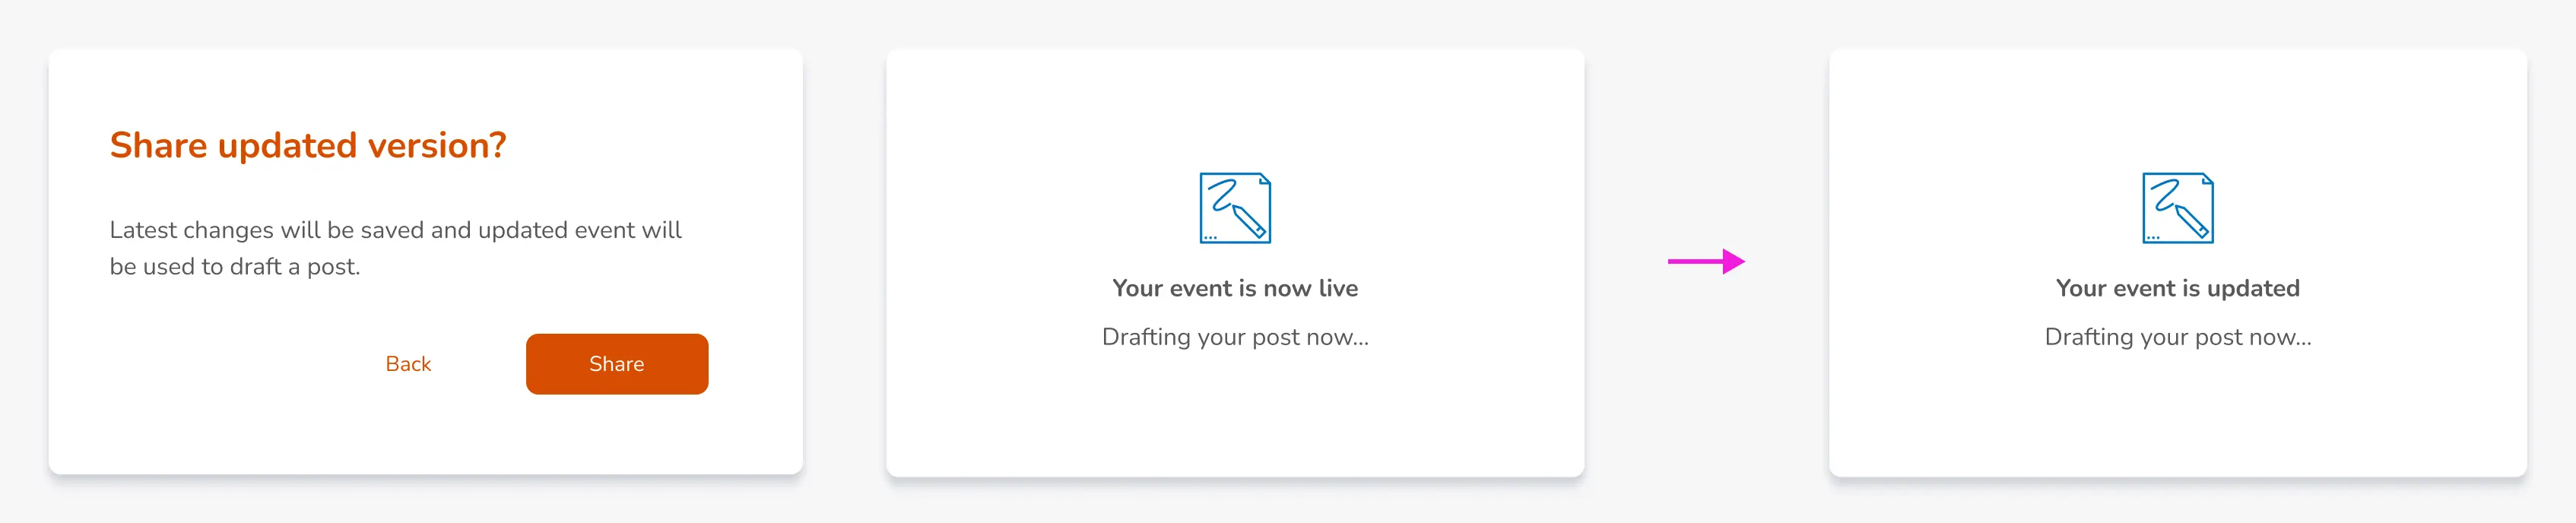 Share updated version?
Latest changes will be saved and updated event will
be used to draft a post.
Back
Share
Your event is now live
Drafting your post now...
Your event is updated
Drafting your post now...